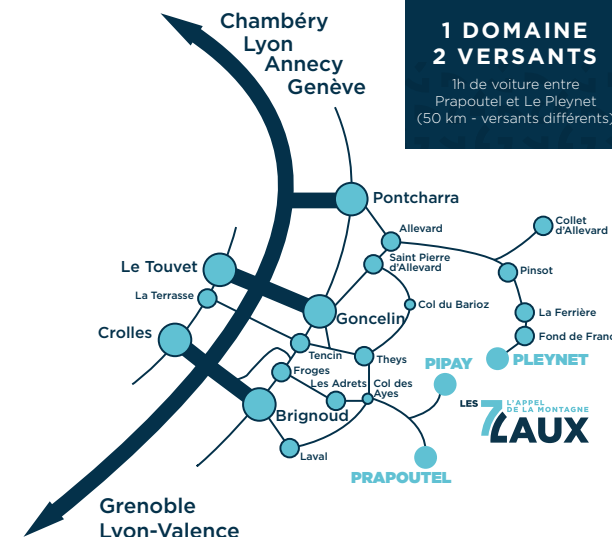 Chambéry
Lyon
Annecy
Genève
1 DOMAINE
2 VERSANTS
1h de voiture entre
Prapoutel et Le Pleynet
(50 km - versants différents)
Pontcharra
Allevard
Collet
d'Allevard
Saint Pierre
d'Allevard
Le Touvet
Pinsot
La Terrasse
Col du Barioz
La Ferrière
Goncelin
Crolles
Fond de Franc
Tencin
Theys
PLEYNET
Froges
PIPAY
Les Adrets
Col des
Ayes
LES 7 LAUX
L'APPEL
DE LA MONTAGNE
Brignoud
Laval
PRAPOUTEL
Grenoble
Lyon-Valence